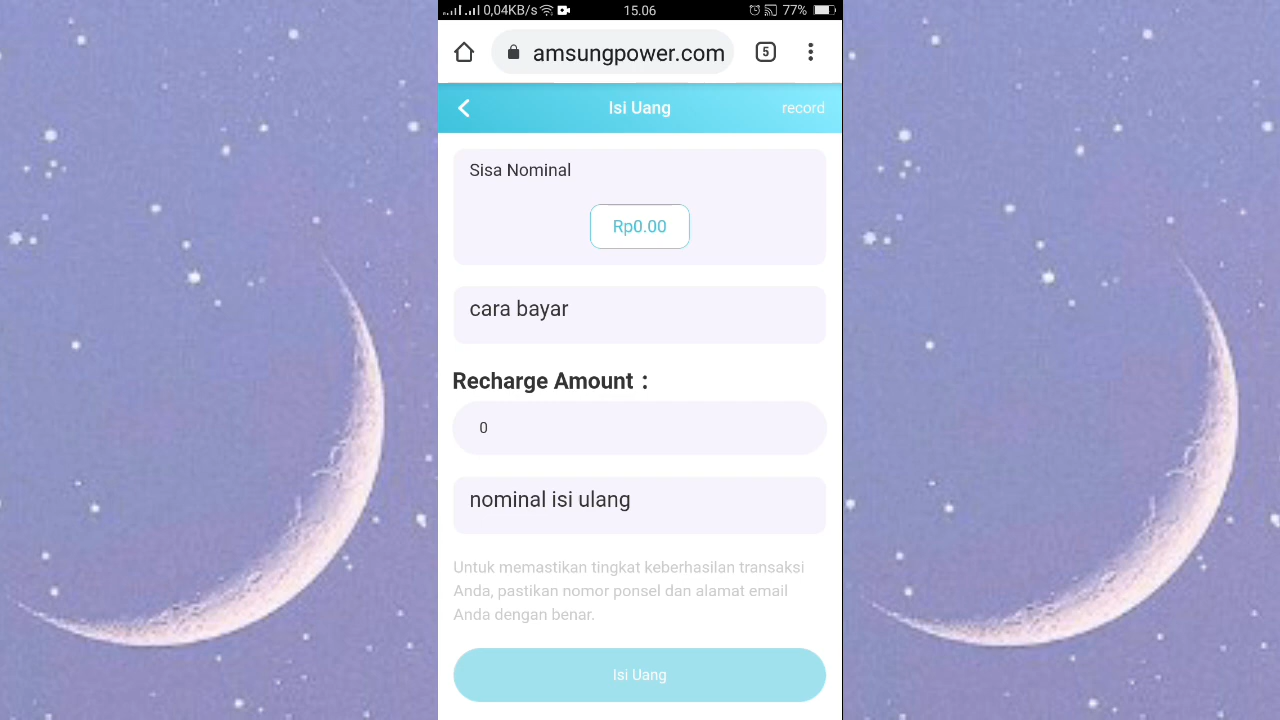 0,04KB/s 15.06 77%
amsungpower.com 5
Isi Uang record
Sisa Nominal
Rp0.00
cara bayar
Recharge Amount :
0
nominal isi ulang
Untuk memastikan tingkat keberhasilan transaksi
Anda, pastikan nomor ponsel dan alamat email
Anda dengan benar.
Isi Uang